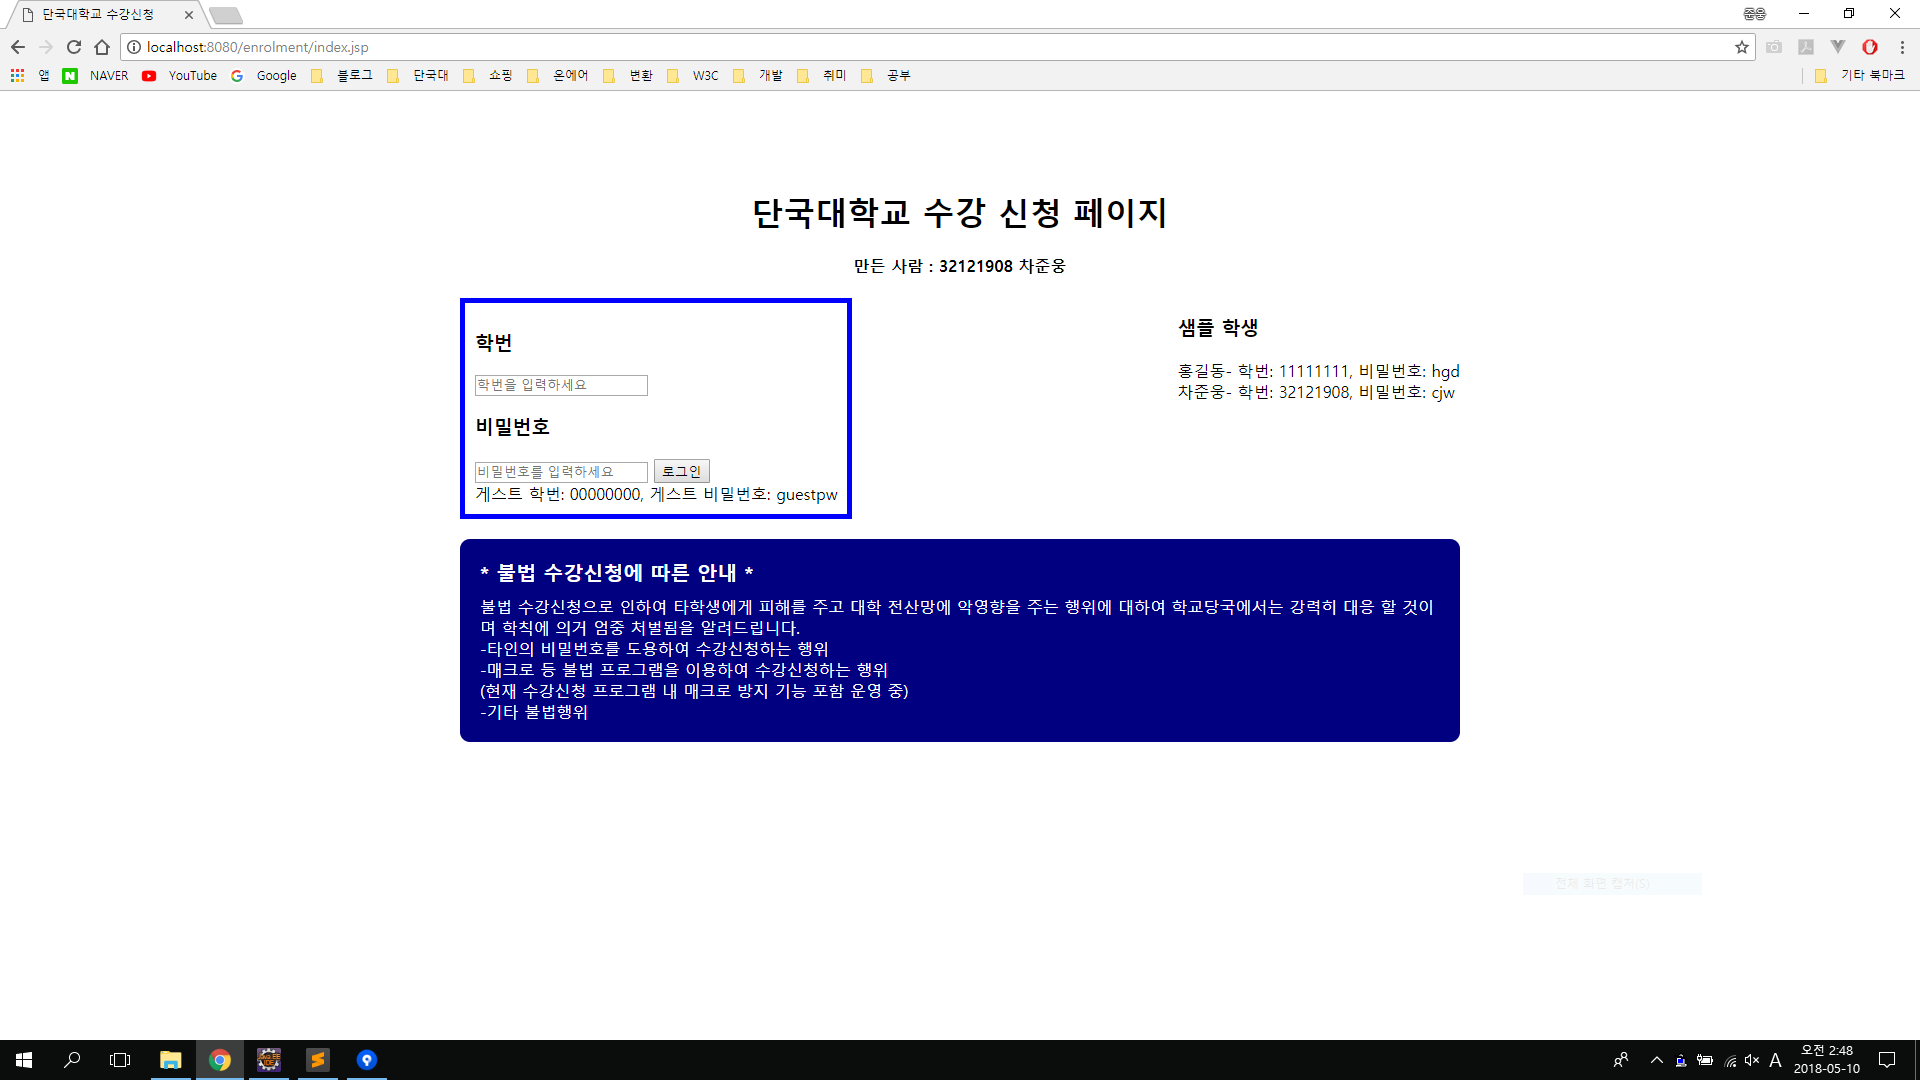 단국대학교 수강신청
준웅
localhost:8080/enrolment/index.jsp
앱 NAVER YouTube Google 블로그 단국대 쇼핑 온에어 변환 W3C 개발 취미 공부 기타 북마크
단국대학교 수강 신청 페이지
만든 사람 : 32121908 차준웅
학번
학번을 입력하세요
비밀번호
비밀번호를 입력하세요 로그인
게스트 학번: 00000000, 게스트 비밀번호: guestpw
샘플 학생
홍길동- 학번: 11111111, 비밀번호: hgd
차준웅- 학번: 32121908, 비밀번호: cjw
* 불법 수강신청에 따른 안내 *
불법 수강신청으로 인하여 타학생에게 피해를 주고 대학 전산망에 악영향을 주는 행위에 대하여 학교당국에서는 강력히 대응 할 것이
며 학칙에 의거 엄중 처벌됨을 알려드립니다.
-타인의 비밀번호를 도용하여 수강신청하는 행위
-매크로 등 불법 프로그램을 이용하여 수강신청하는 행위
(현재 수강신청 프로그램 내 매크로 방지 기능 포함 운영 중)
-기타 불법행위
전체 화면 캡처(S)
A 오전 2:48
2018-05-10